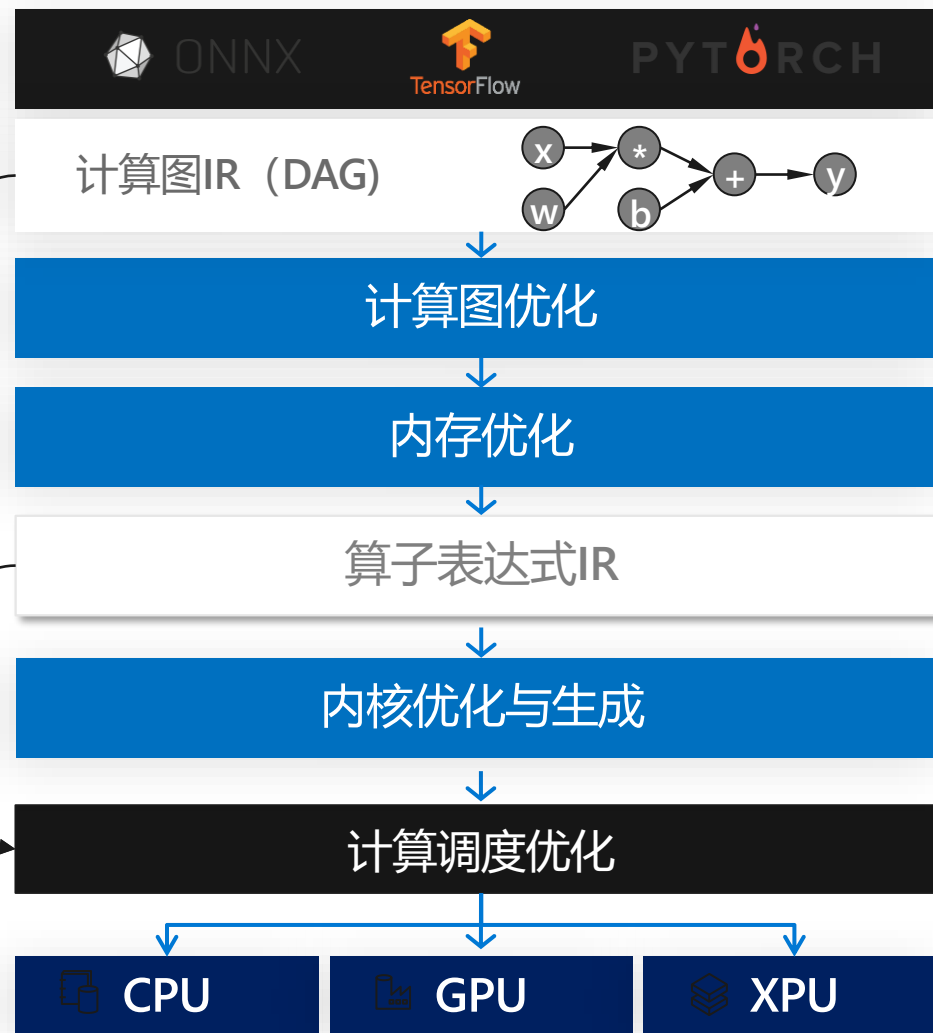 ONNX
TensorFlow
PYTORCH
计算图IR（DAG)
x
*
+
y
w
b
计算图优化
内存优化
算子表达式IR
内核优化与生成
计算调度优化
CPU
GPU
XPU